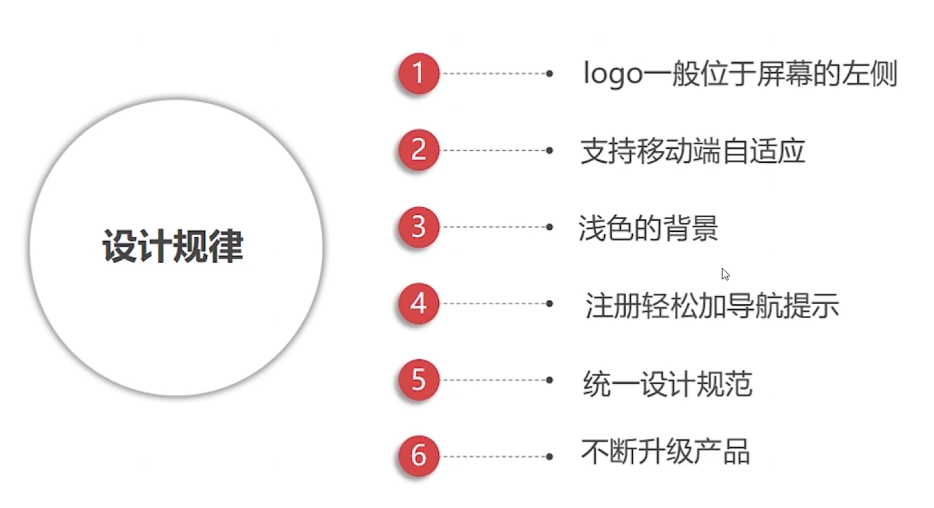 设计规律
1 logo一般位于屏幕的左侧
2 支持移动端自适应
3 浅色的背景
4 注册轻松加导航提示
5 统一设计规范
6 不断升级产品